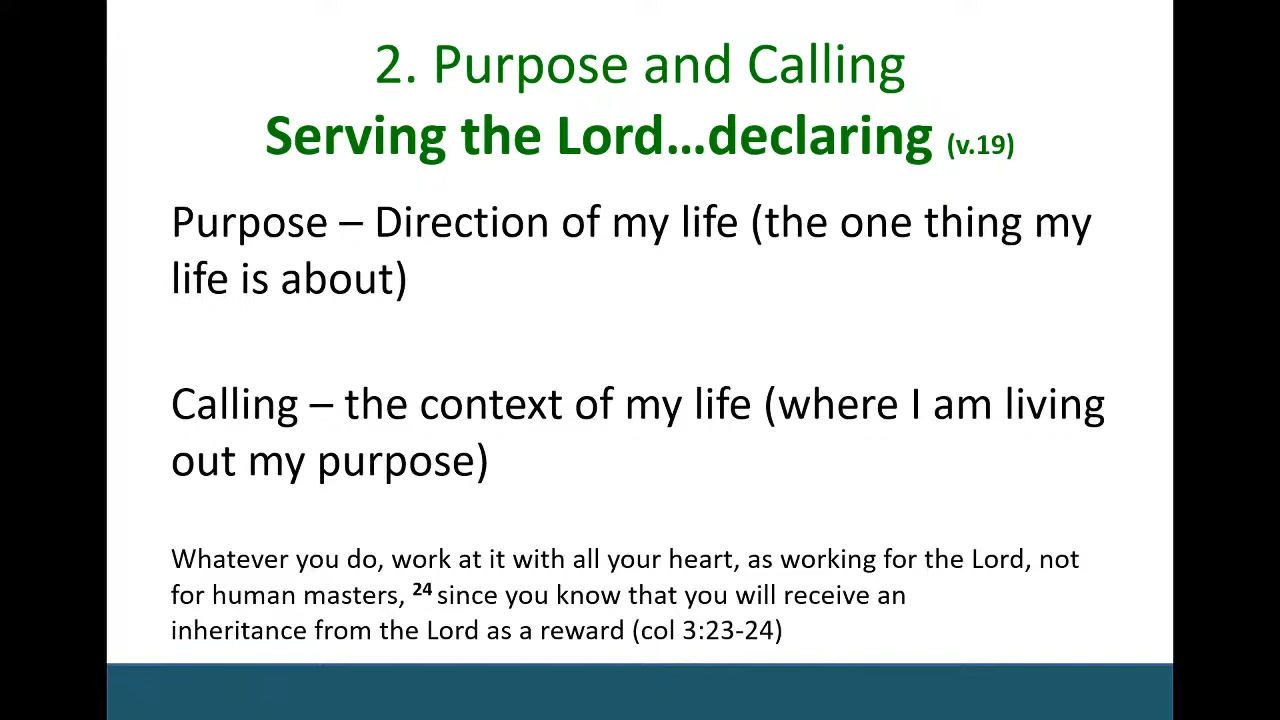 2. Purpose and Calling
Serving the Lord…declaring (v.19)
Purpose – Direction of my life (the one thing my
life is about)
Calling – the context of my life (where I am living
out my purpose)
Whatever you do, work at it with all your heart, as working for the Lord, not
for human masters, 24 since you know that you will receive an
inheritance from the Lord as a reward (col 3:23-24)